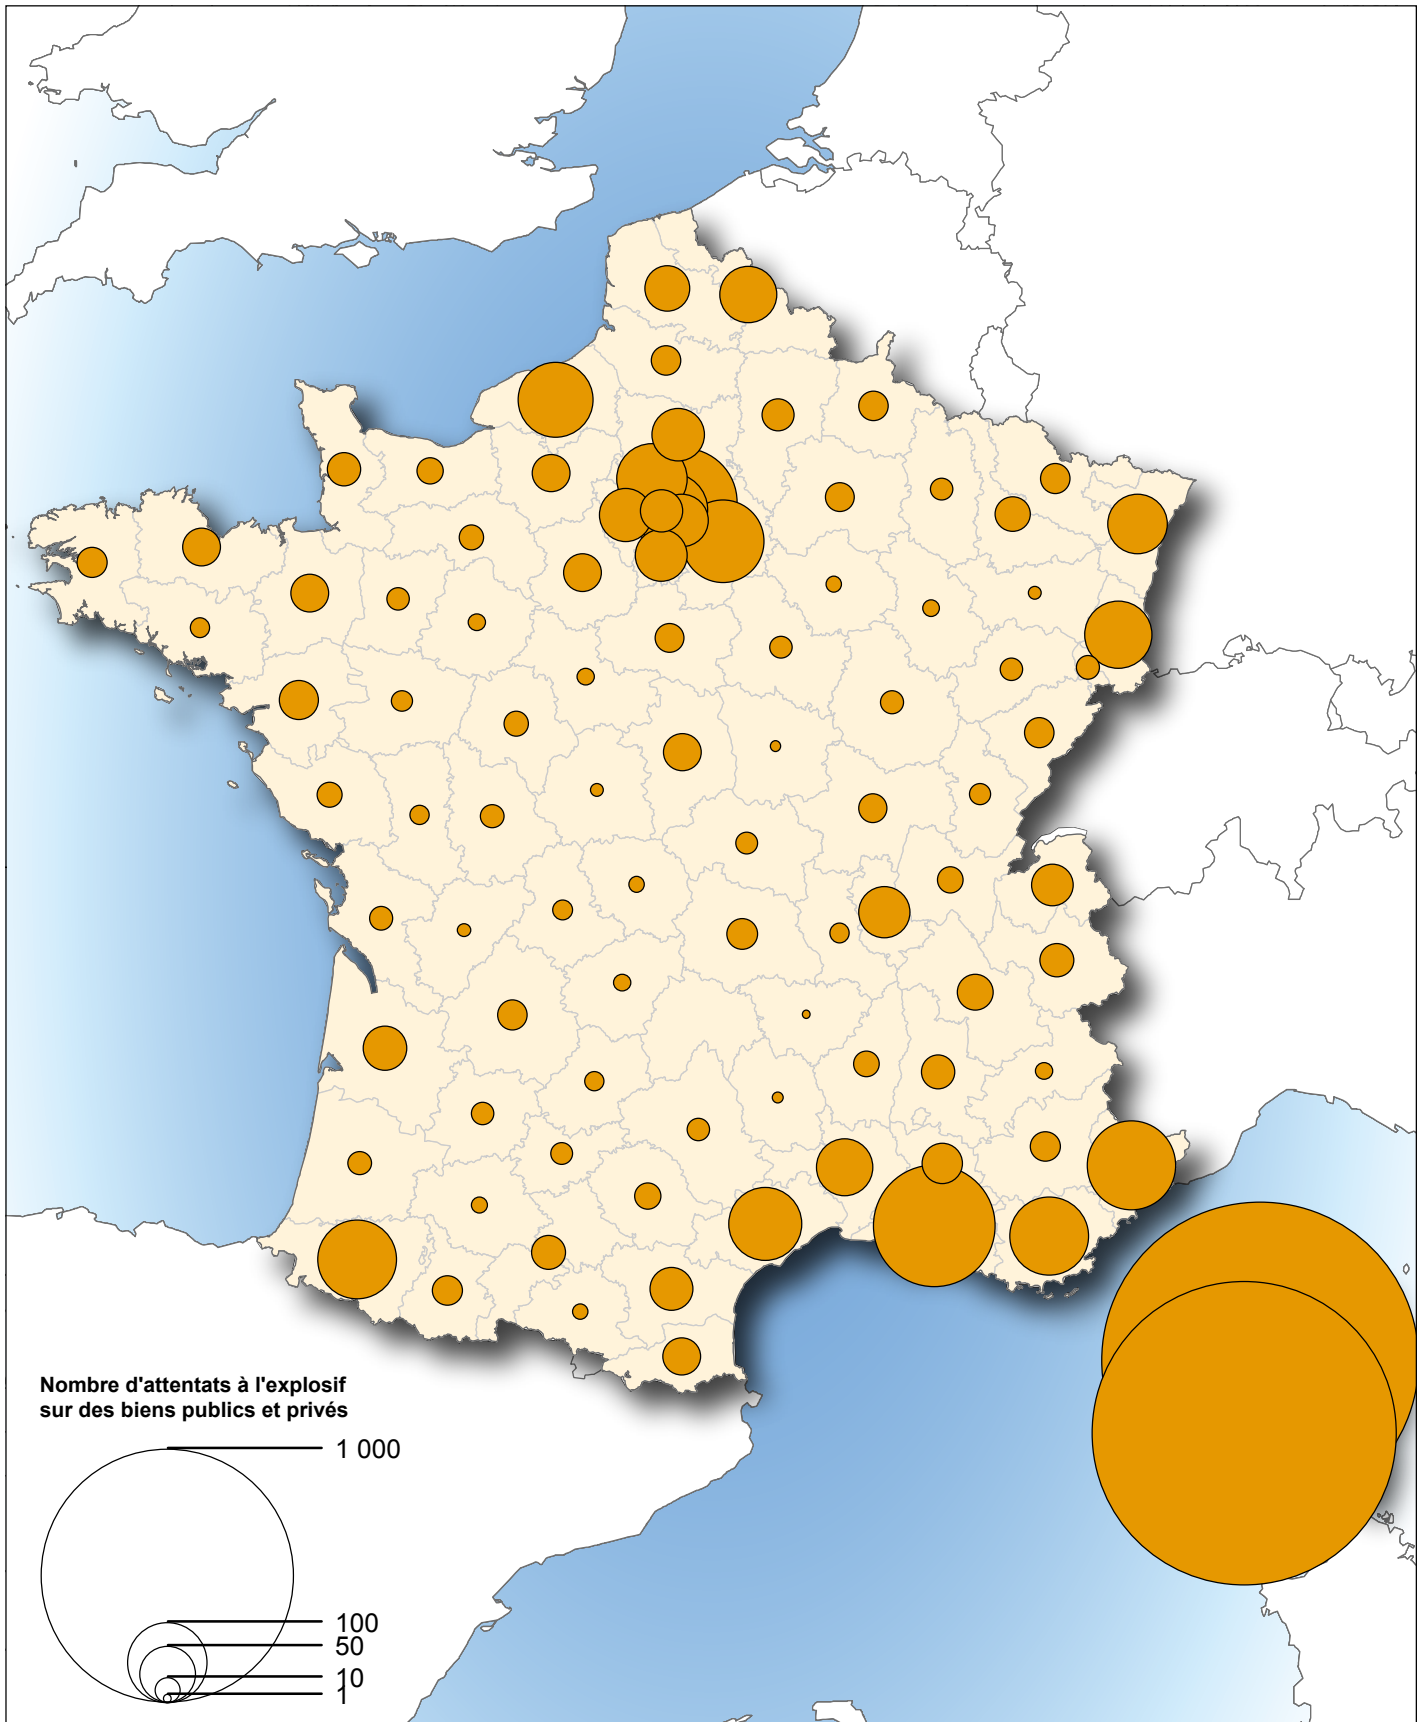 Nombre d'attentats à l'explosif
sur des biens publics et privés
1 000
100
50
10
1